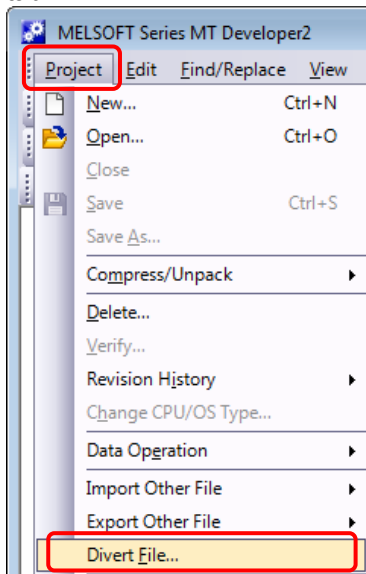 MELSOFT Series MT Developer2
Project Edit Find/Replace View
New... Ctrl+N
Open... Ctrl+O
Close
Save Ctrl+S
Save As...
Compress/Unpack
Delete...
Verify...
Revision History
Change CPU/OS Type...
Data Operation
Import Other File
Export Other File
Divert File...